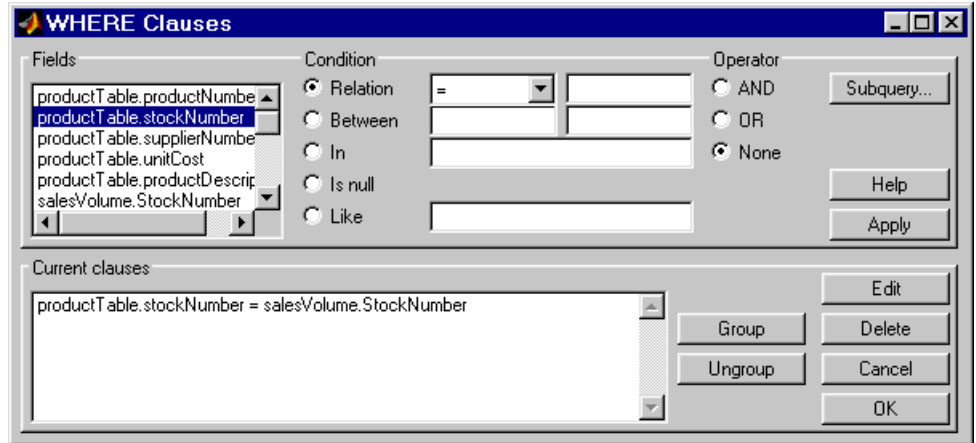 WHERE Clauses
Fields
productTable.productNumbe
productTable.stockNumber
productTable.supplierNumbe
productTable.unitCost
productTable.productDescrip
salesVolume.StockNumber
Condition
Relation =
Between
In
Is null
Like
Operator
AND
OR
None
Subquery...
Help
Apply
Current clauses
productTable.stockNumber = salesVolume.StockNumber
Group
Ungroup
Edit
Delete
Cancel
OK